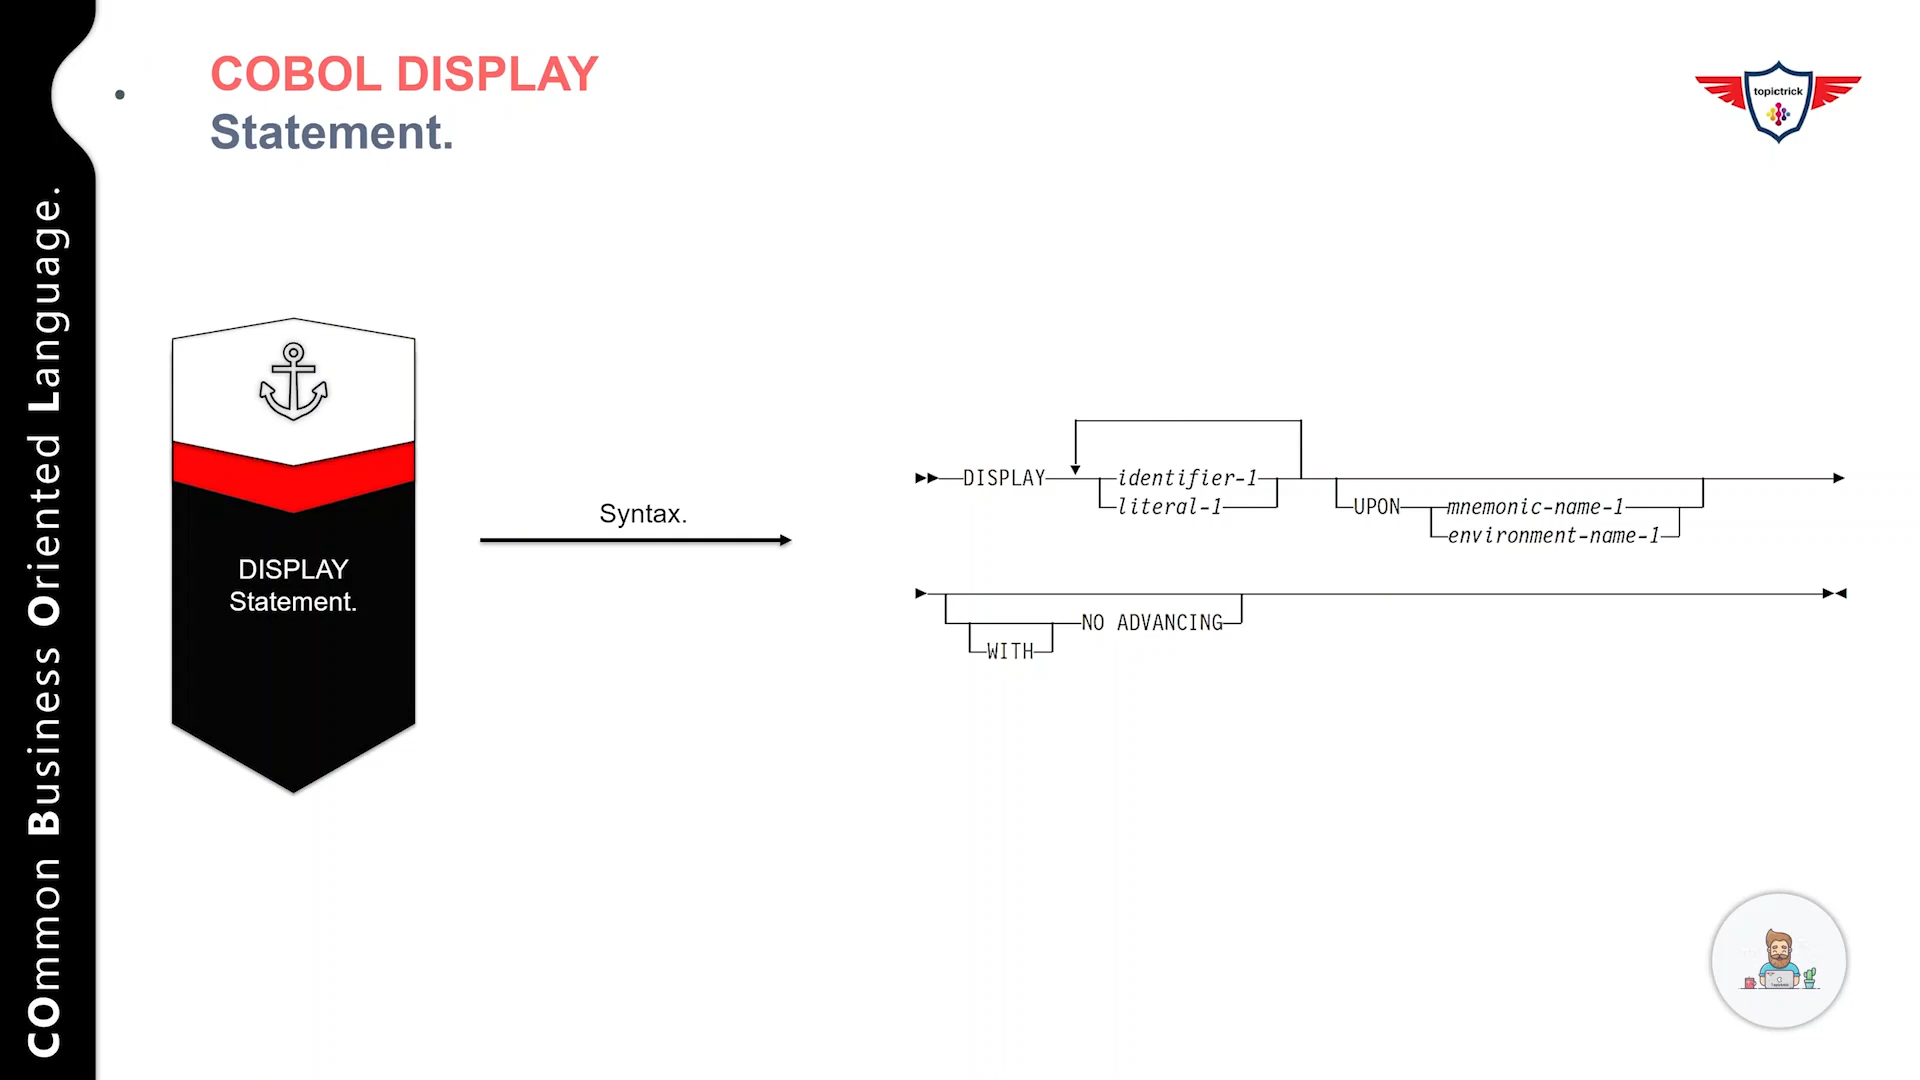 COBOL DISPLAY
Statement.
topictrick
COmmon Business Oriented Language.
DISPLAY
Statement.
Syntax.
DISPLAY identifier-1
literal-1
UPON mnemonic-name-1
environment-name-1
NO ADVANCING
WITH